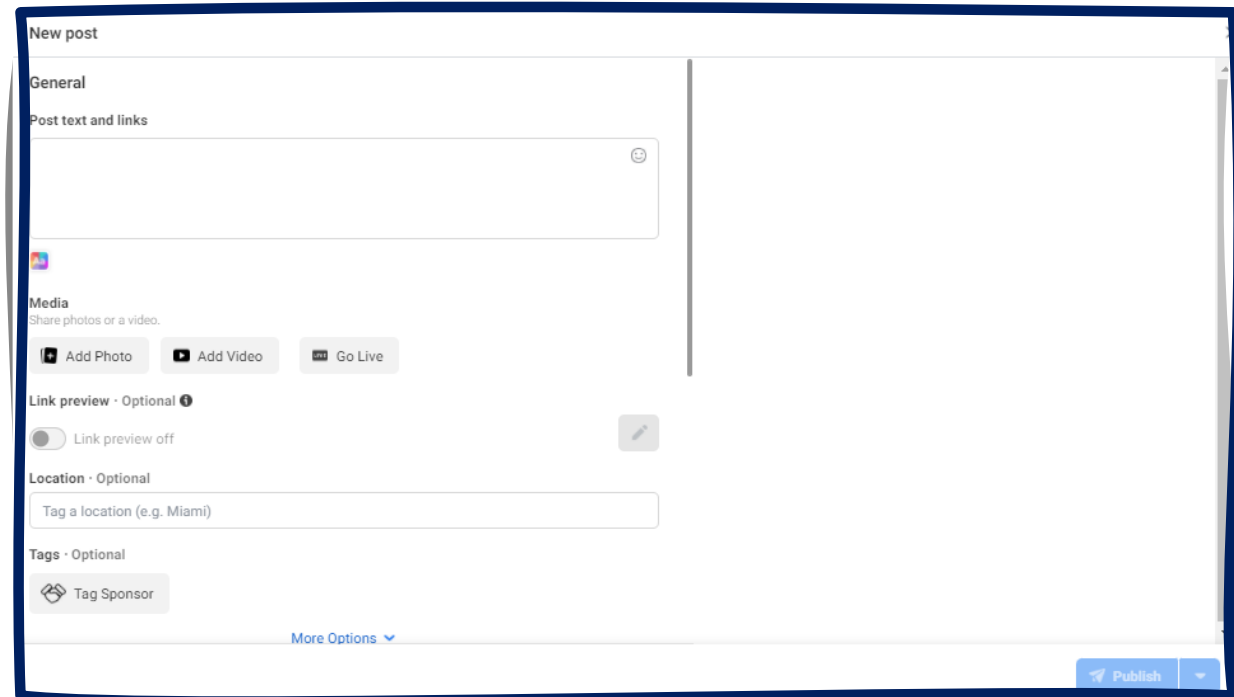 New post
General
Post text and links
Media
Share photos or a video.
Add Photo
Add Video
Go Live
Link preview · Optional
Link preview off
Location · Optional
Tag a location (e.g. Miami)
Tags · Optional
Tag Sponsor
More Options
Publish